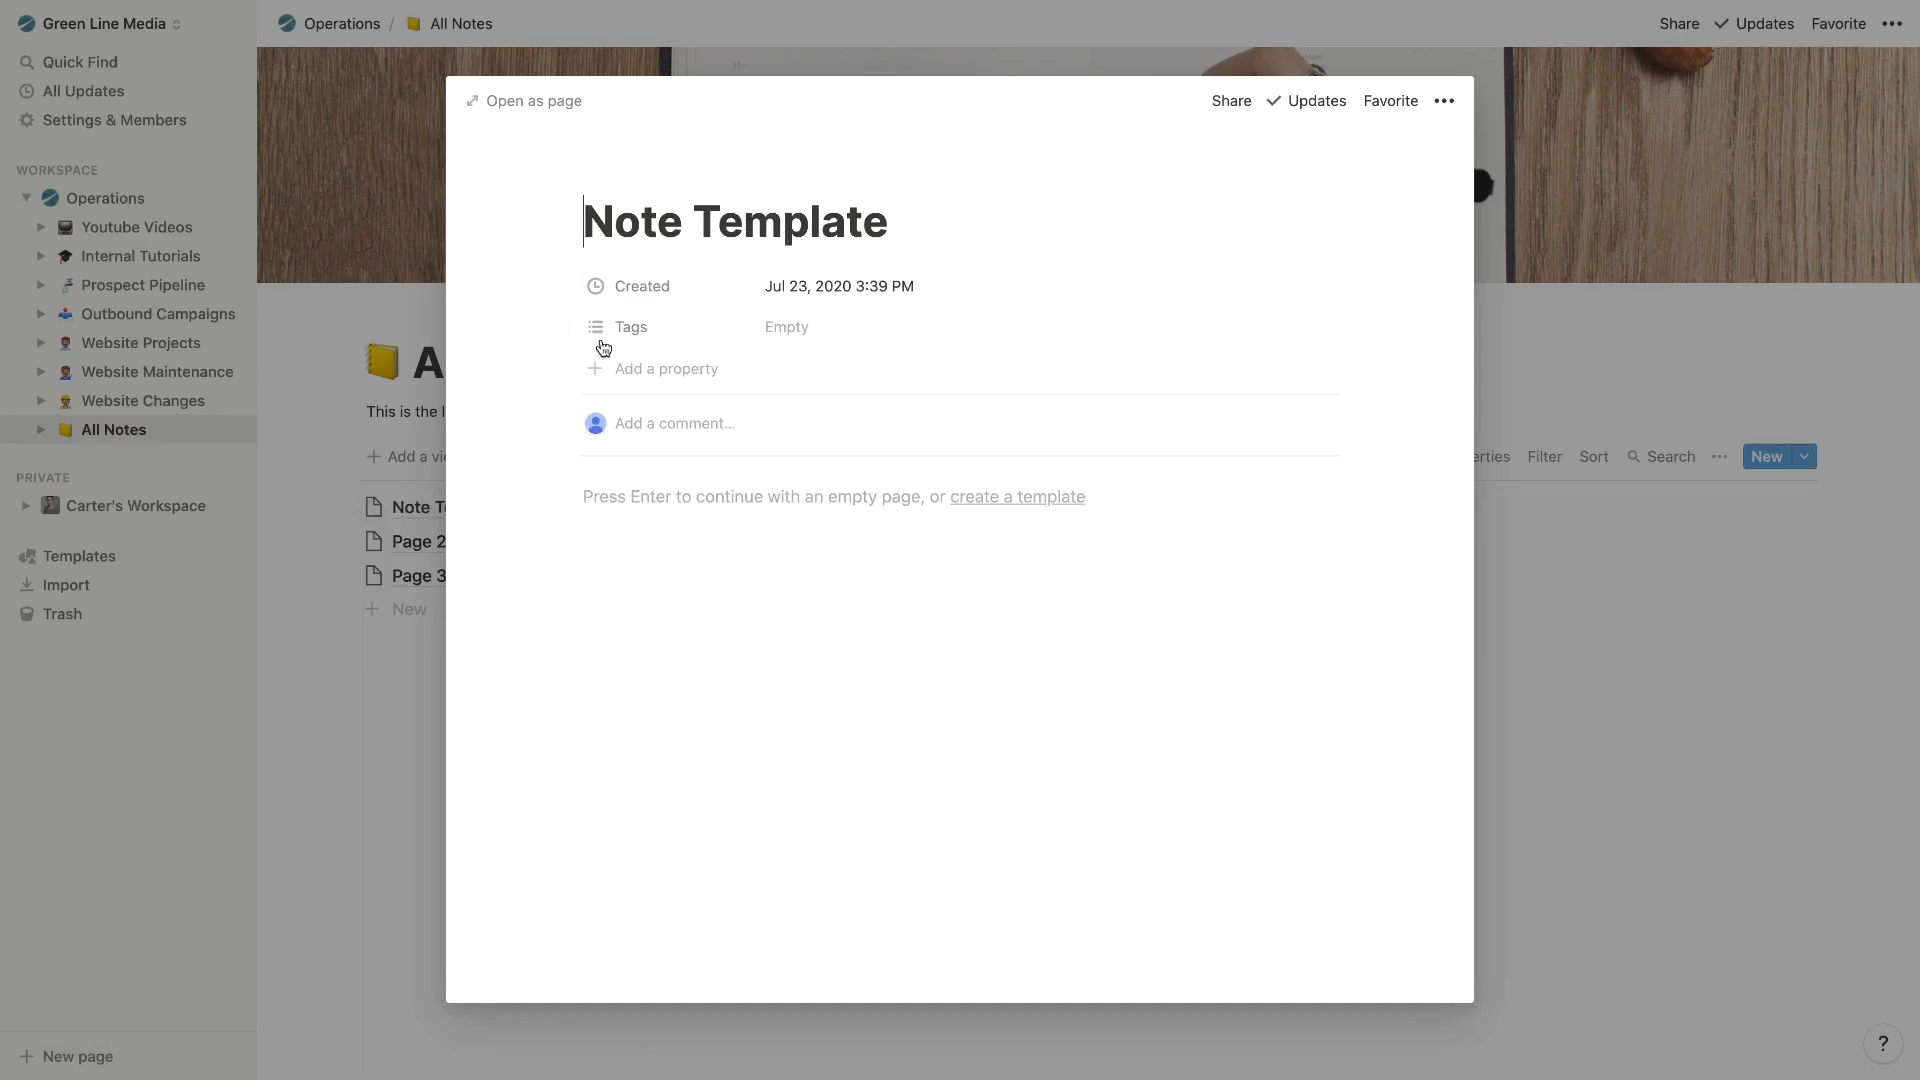 Green Line Media
Operations / All Notes
Share Updates Favorite
Quick Find
All Updates
Settings & Members
WORKSPACE
Operations
Youtube Videos
Internal Tutorials
Prospect Pipeline
Outbound Campaigns
Website Projects
Website Maintenance
Website Changes
All Notes
PRIVATE
Carter's Workspace
Templates
Import
Trash
New page
A
This is the l
Add a vi
erties Filter Sort Search New
Note T
Page 2
Page 3
New
Open as page
Share Updates Favorite
Note Template
Created Jul 23, 2020 3:39 PM
Tags Empty
Add a property
Add a comment...
Press Enter to continue with an empty page, or create a template
?